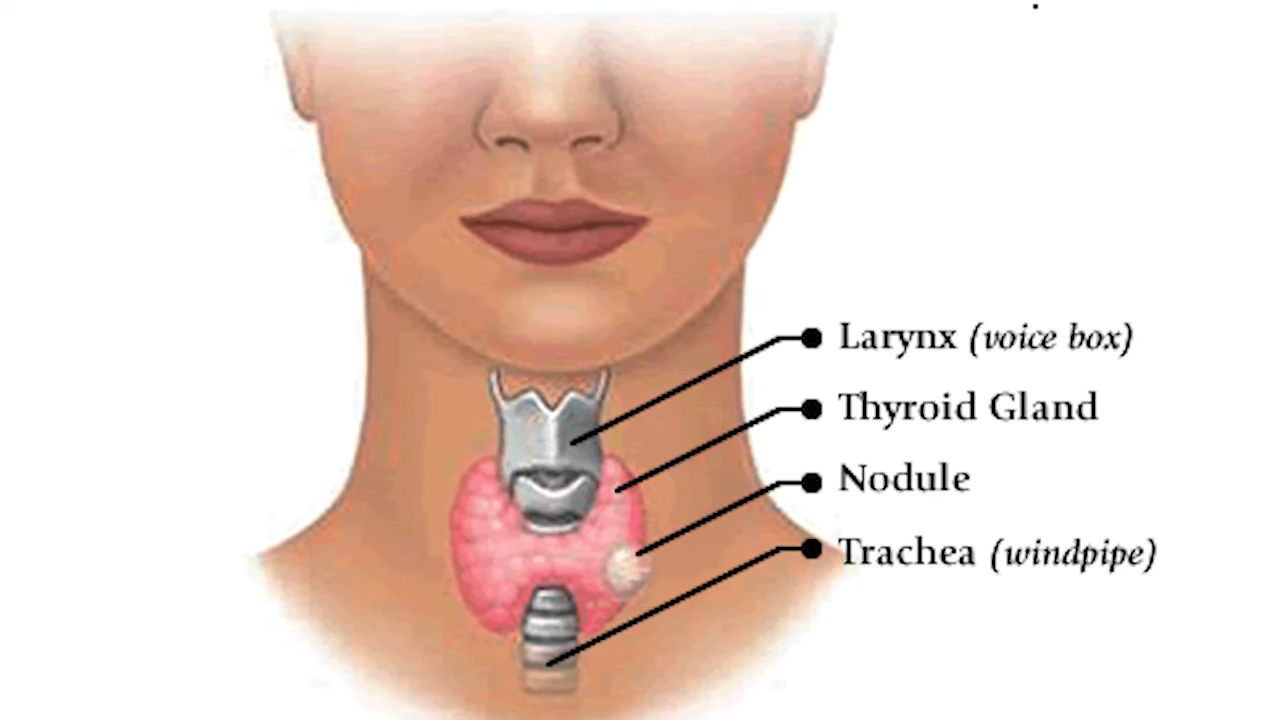 Larynx (voice box)
Thyroid Gland
Nodule
Trachea (windpipe)